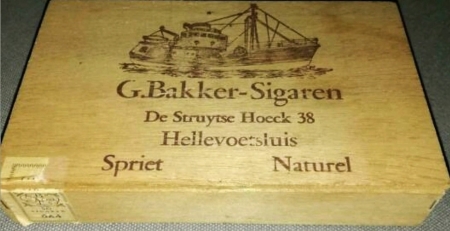 G.Bakker-Sigaren
De Struytse Hoeck 38
Hellevoetsluis
Spriet Naturel